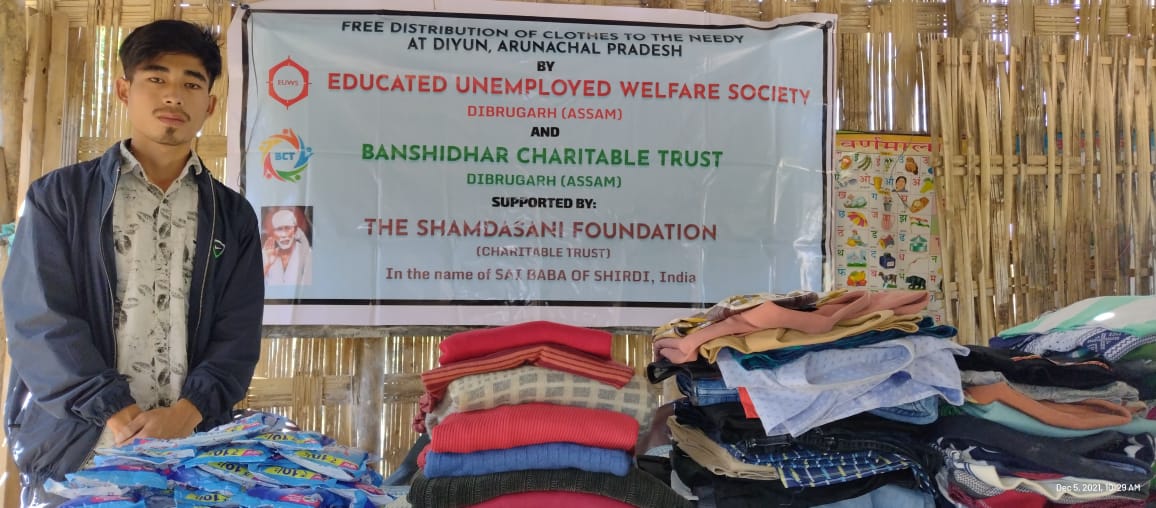 FREE DISTRIBUTION OF CLOTHES TO THE NEEDY
AT DIYUN, ARUNACHAL PRADESH
BY
EUWS
EDUCATED UNEMPLOYED WELFARE SOCIETY
DIBRUGARH (ASSAM)
AND
BCT
BANSHIDHAR CHARITABLE TRUST
DIBRUGARH (ASSAM)
SUPPORTED BY:
THE SHAMDASANI FOUNDATION
(CHARITABLE TRUST)
In the name of SAI BABA OF SHIRDI, India
वर्णमाला
Dec 5, 2021, 10:29 AM